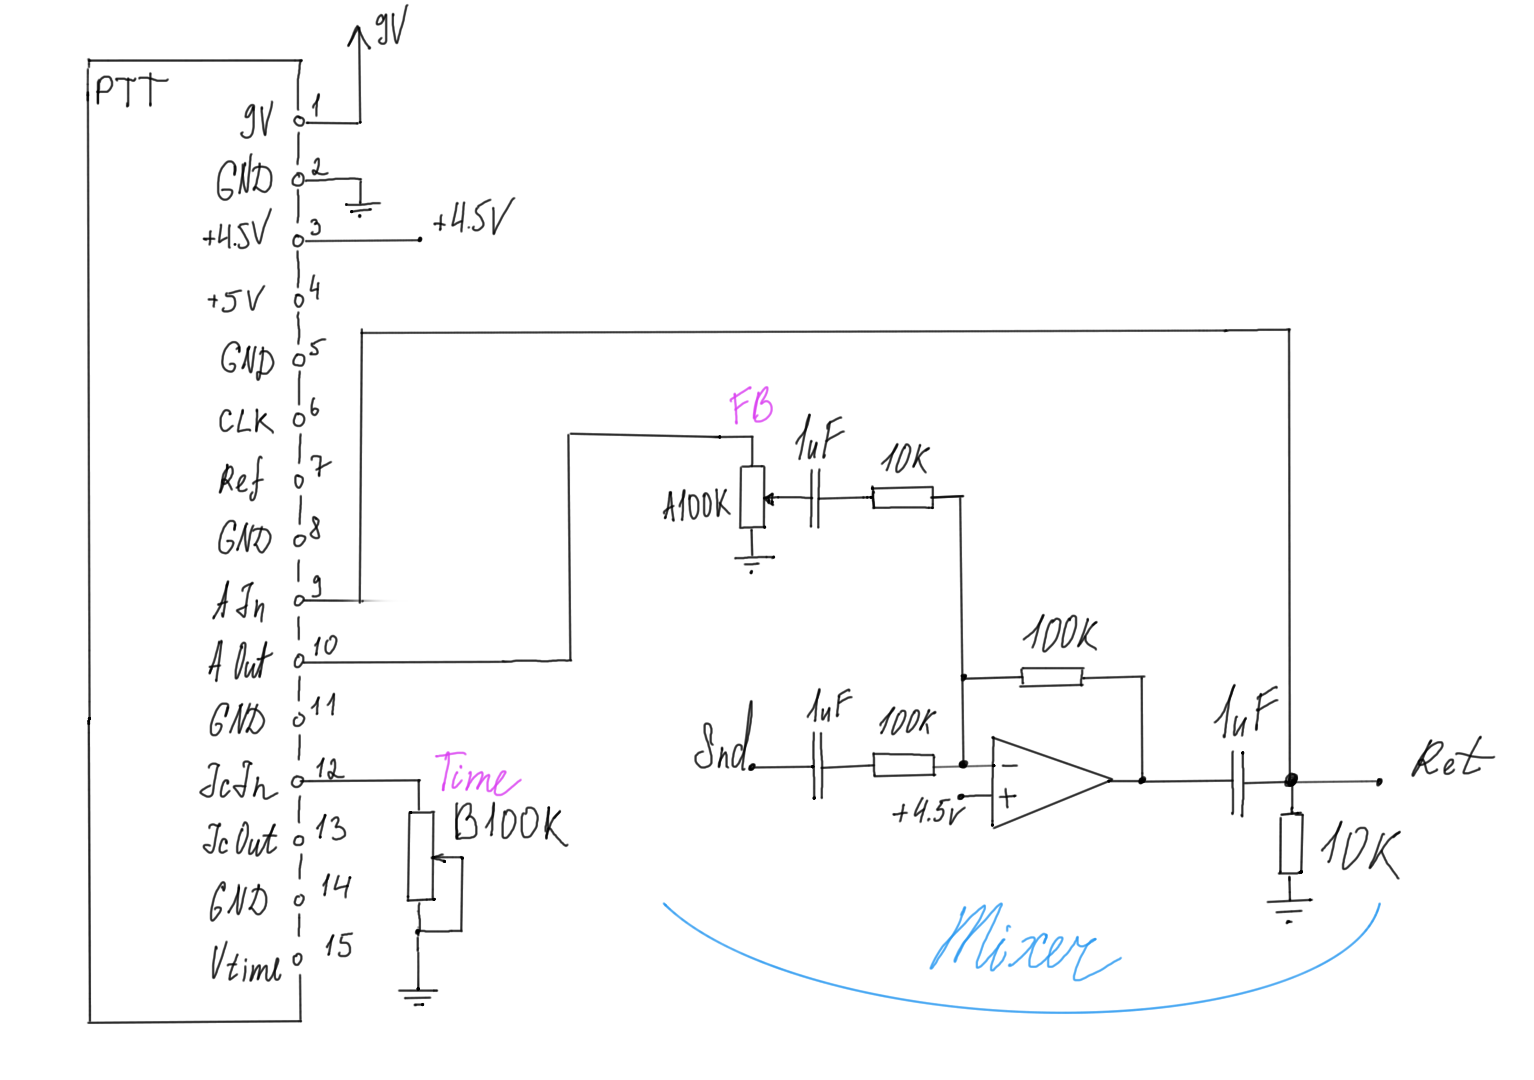 9V
PTT
9V 1
GND 2
+4.5V 3
+4.5V
+5V 4
GND 5
CLK 6
Ref 7
GND 8
A In 9
A Out 10
GND 11
Ic In 12
Ic Out 13
GND 14
Vtime 15
Time
B100K
FB
A100K
1uF
10K
100K
Snd
1uF
100K
−
+
+4.5V
1uF
Ret
10K
Mixer